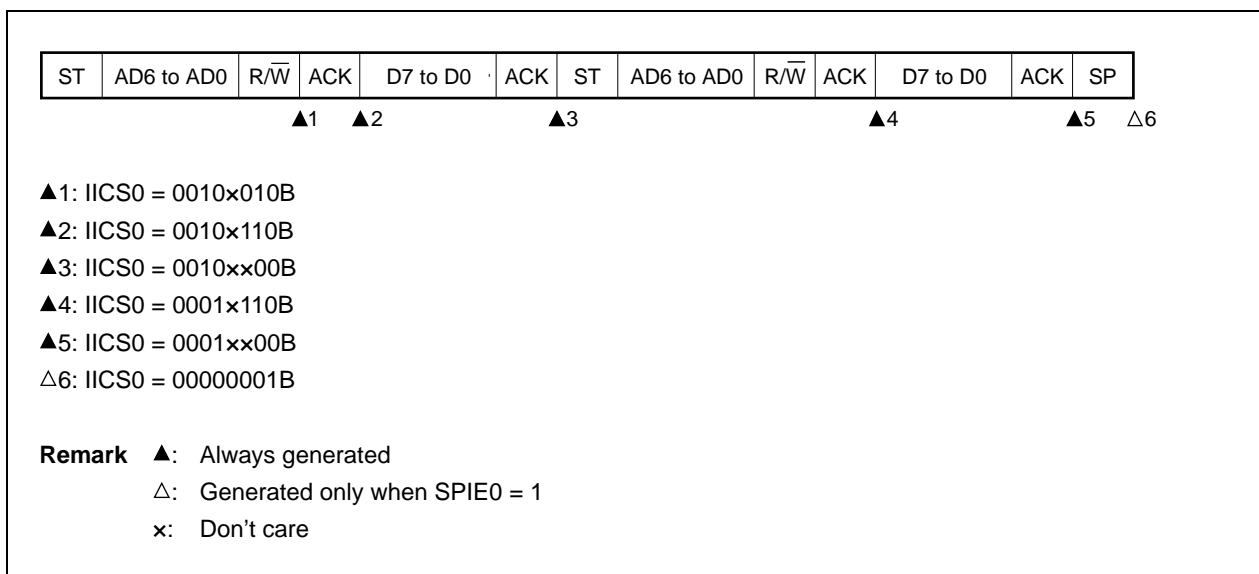 ST AD6 to AD0 R/W̅ ACK D7 to D0 ACK ST AD6 to AD0 R/W̅ ACK D7 to D0 ACK SP
▲1 ▲2 ▲3 ▲4 ▲5 △6
▲1: IICS0 = 0010×010B
▲2: IICS0 = 0010×110B
▲3: IICS0 = 0010××00B
▲4: IICS0 = 0001×110B
▲5: IICS0 = 0001××00B
△6: IICS0 = 00000001B
Remark ▲: Always generated
△: Generated only when SPIE0 = 1
×: Don't care